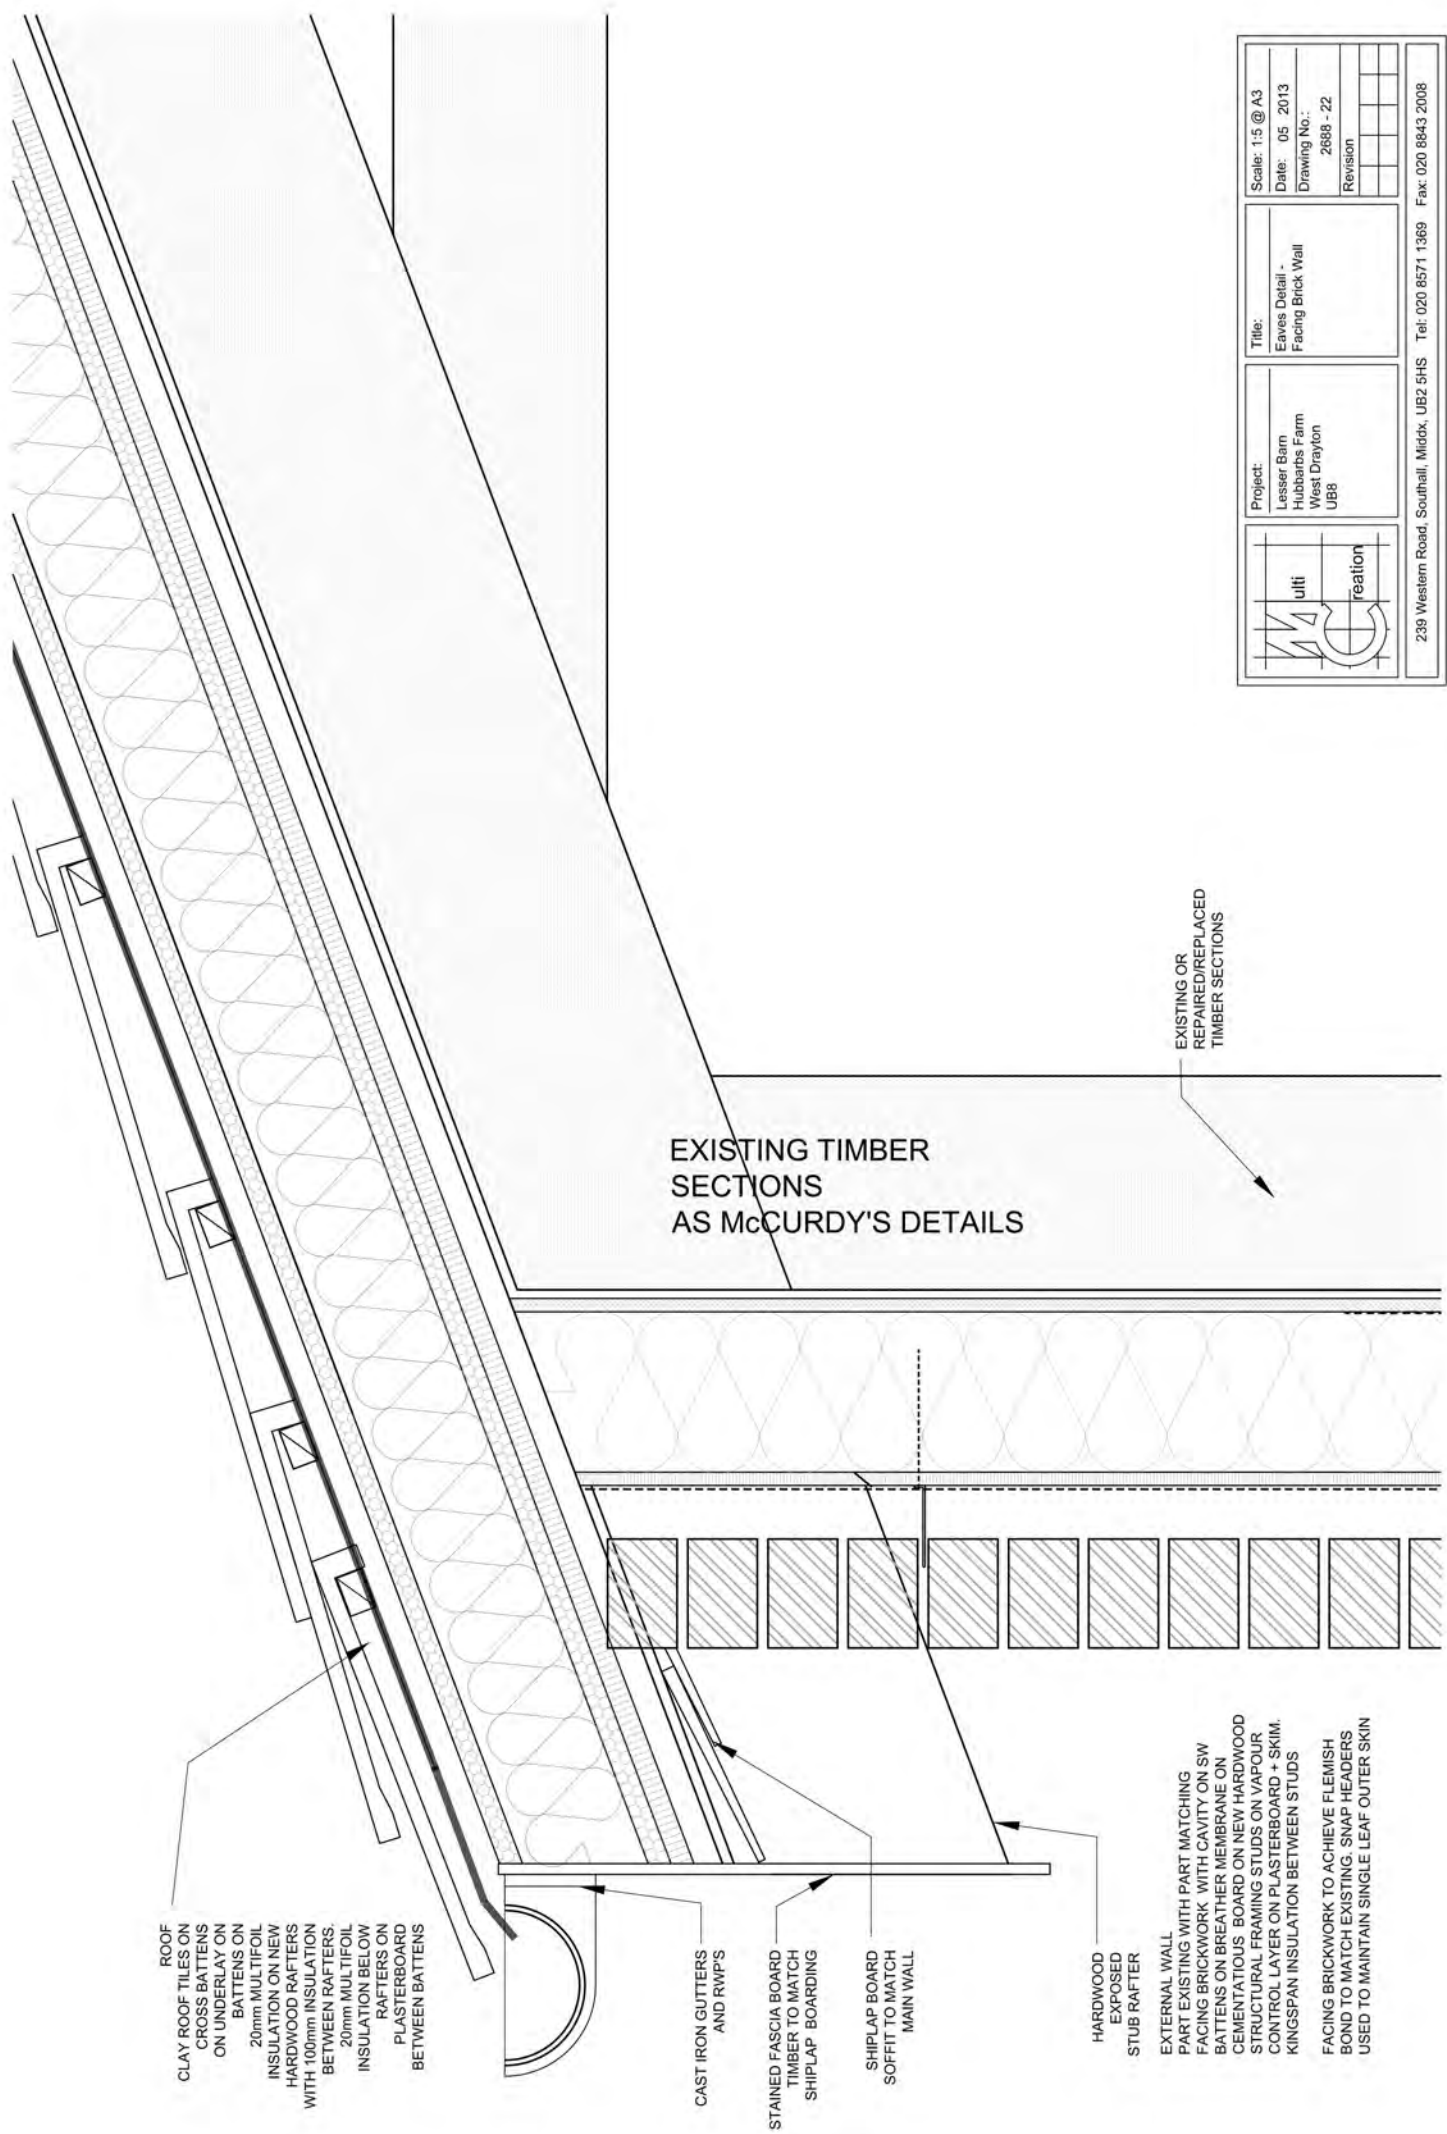 ROOF
CLAY ROOF TILES ON
CROSS BATTENS
ON UNDERLAY ON
BATTENS ON
20mm MULTIFOIL
INSULATION ON NEW
HARDWOOD RAFTERS
WITH 100mm INSULATION
BETWEEN RAFTERS.
20mm MULTIFOIL
INSULATION BELOW
RAFTERS ON
PLASTERBOARD
BETWEEN BATTENS
CAST IRON GUTTERS
AND RWP'S
STAINED FASCIA BOARD
TIMBER TO MATCH
SHIPLAP BOARDING
SHIPLAP BOARD
SOFFIT TO MATCH
MAIN WALL
HARDWOOD
EXPOSED
STUB RAFTER
EXTERNAL WALL
PART EXISTING WITH PART MATCHING
FACING BRICKWORK WITH CAVITY ON SW
BATTENS ON BREATHER MEMBRANE ON
CEMENTATIOUS BOARD ON NEW HARDWOOD
STRUCTURAL FRAMING STUDS ON VAPOUR
CONTROL LAYER ON PLASTERBOARD + SKIM.
KINGSPAN INSULATION BETWEEN STUDS
FACING BRICKWORK TO ACHIEVE FLEMISH
BOND TO MATCH EXISTING. SNAP HEADERS
USED TO MAINTAIN SINGLE LEAF OUTER SKIN
EXISTING TIMBER
SECTIONS
AS McCURDY'S DETAILS
EXISTING OR
REPAIRED/REPLACED
TIMBER SECTIONS
Multi
Creation
Project:
Lesser Barn
Hubbarbs Farm
West Drayton
UB8
Title:
Eaves Detail -
Facing Brick Wall
Scale: 1:5 @ A3
Date: 05 2013
Drawing No.:
2688 - 22
Revision
239 Western Road, Southall, Middx, UB2 5HS Tel: 020 8571 1369 Fax: 020 8843 2008